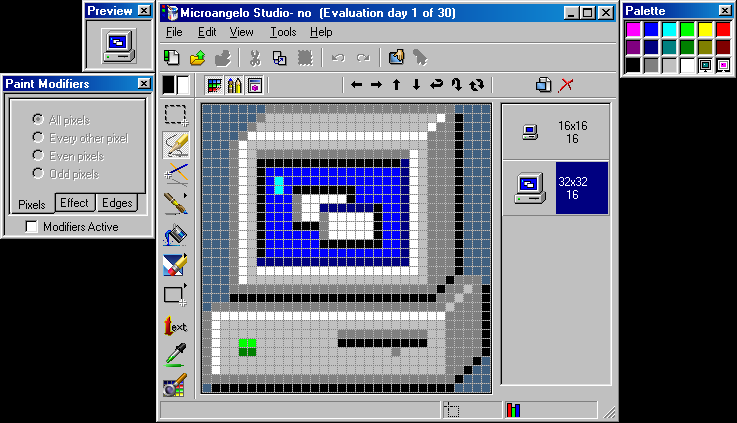 Preview
Microangelo Studio- no  (Evaluation day 1 of 30)
Palette
File Edit View Tools Help
Paint Modifiers
All pixels
Every other pixel
Even pixels
Odd pixels
Pixels Effect Edges
Modifiers Active
text
16x16
16
32x32
16